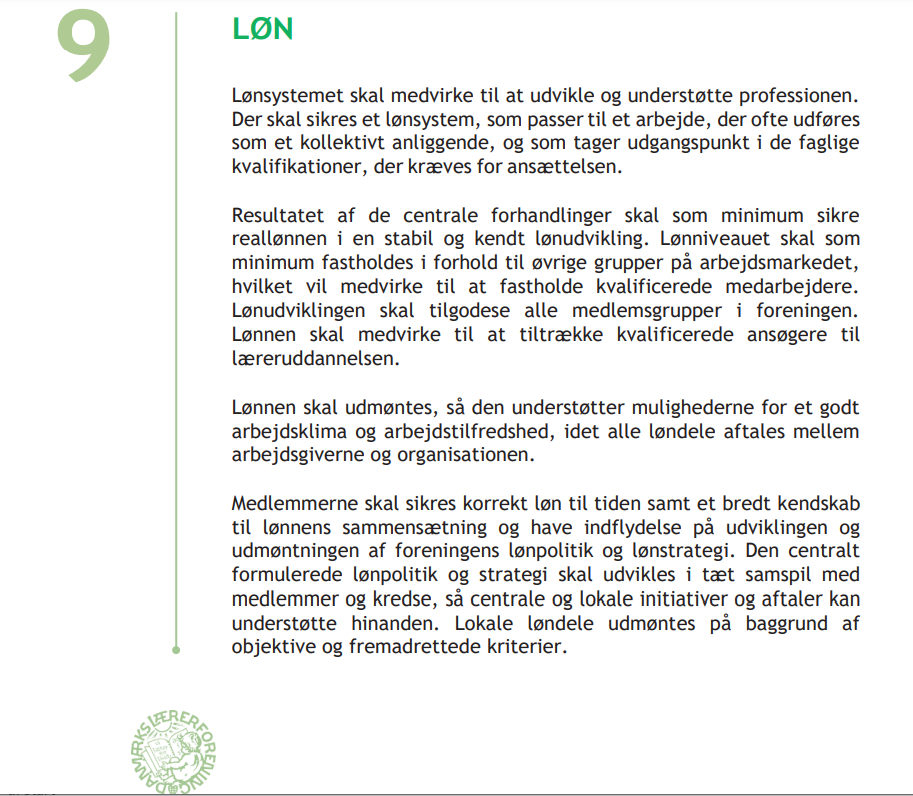 9
LØN
Lønsystemet skal medvirke til at udvikle og understøtte professionen.
Der skal sikres et lønsystem, som passer til et arbejde, der ofte udføres
som et kollektivt anliggende, og som tager udgangspunkt i de faglige
kvalifikationer, der kræves for ansættelsen.
Resultatet af de centrale forhandlinger skal som minimum sikre
reallønnen i en stabil og kendt lønudvikling. Lønniveauet skal som
minimum fastholdes i forhold til øvrige grupper på arbejdsmarkedet,
hvilket vil medvirke til at fastholde kvalificerede medarbejdere.
Lønudviklingen skal tilgodese alle medlemsgrupper i foreningen.
Lønnen skal medvirke til at tiltrække kvalificerede ansøgere til
læreruddannelsen.
Lønnen skal udmøntes, så den understøtter mulighederne for et godt
arbejdsklima og arbejdstilfredshed, idet alle løndele aftales mellem
arbejdsgiverne og organisationen.
Medlemmerne skal sikres korrekt løn til tiden samt et bredt kendskab
til lønnens sammensætning og have indflydelse på udviklingen og
udmøntningen af foreningens lønpolitik og lønstrategi. Den centralt
formulerede lønpolitik og strategi skal udvikles i tæt samspil med
medlemmer og kredse, så centrale og lokale initiativer og aftaler kan
understøtte hinanden. Lokale løndele udmøntes på baggrund af
objektive og fremadrettede kriterier.
DANMARKS LÆRERFORENING